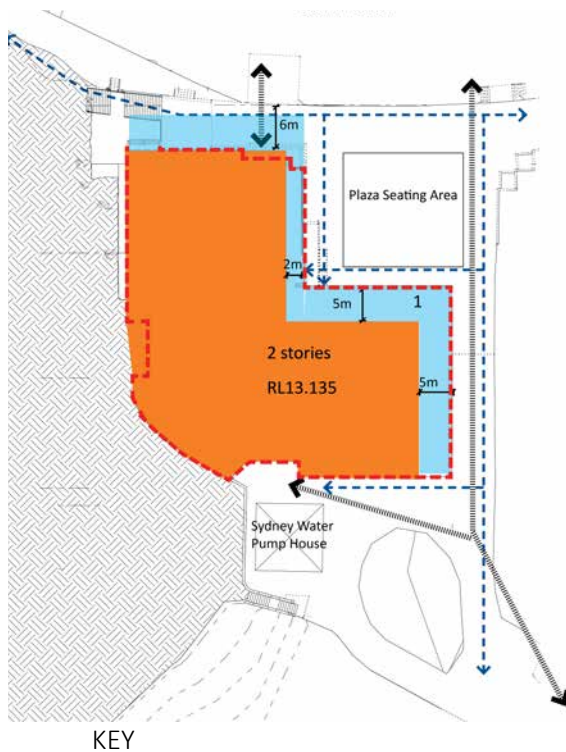 6m
Plaza Seating Area
2m
5m
1
2 stories
RL13.135
5m
Sydney Water
Pump House
KEY